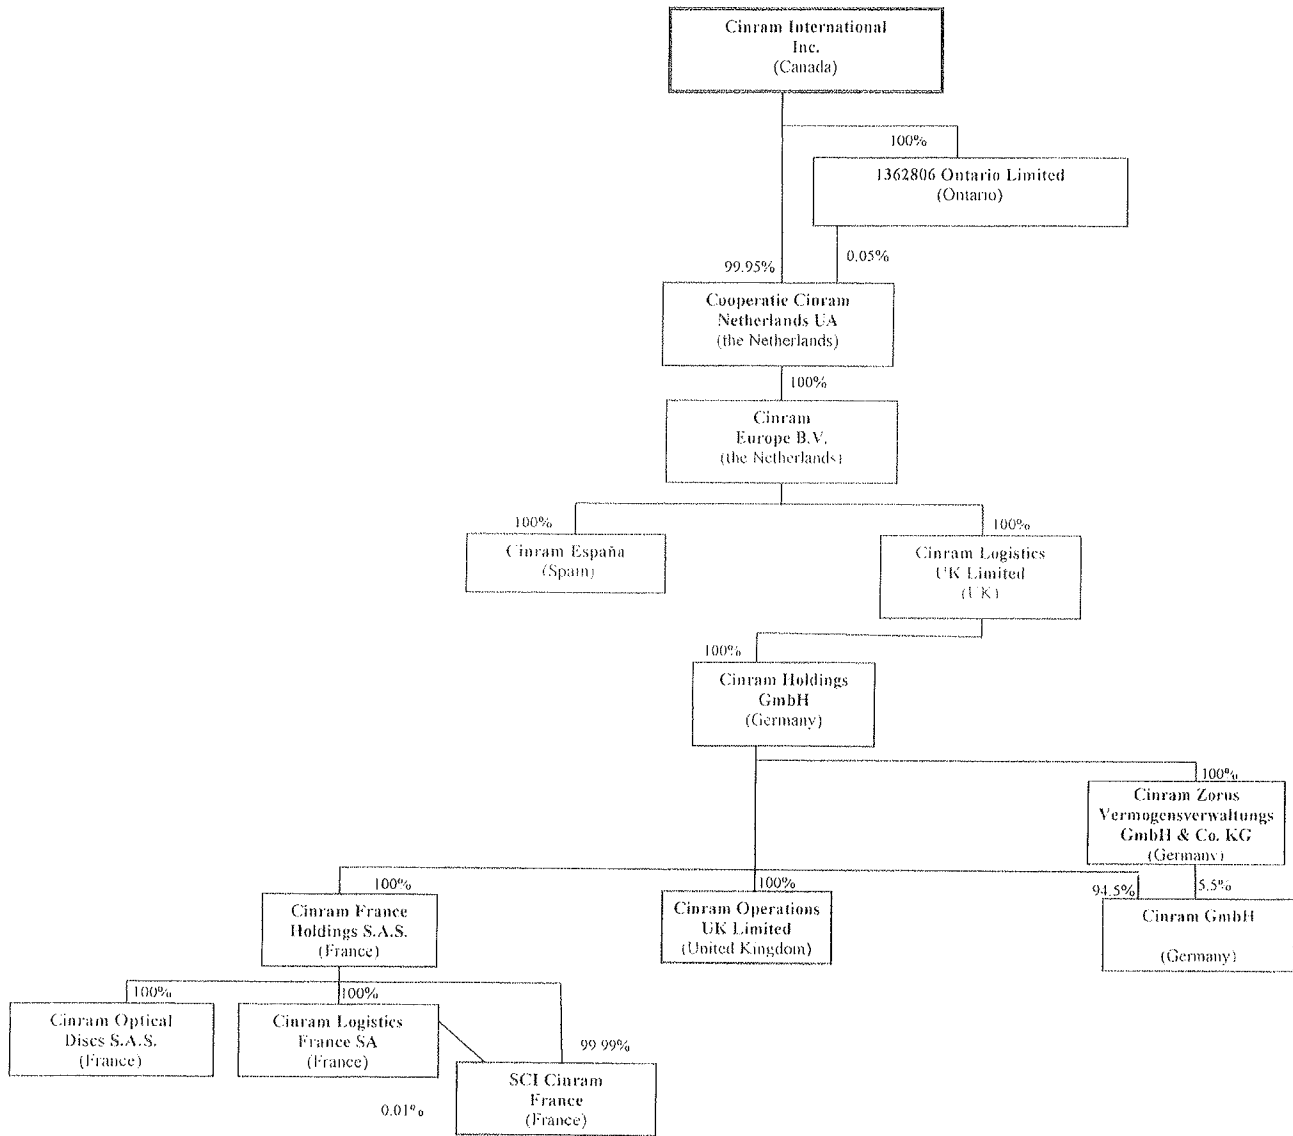 Cinram International
Inc.
(Canada)
100%
1362806 Ontario Limited
(Ontario)
99.95%
0.05%
Cooperatie Cinram
Netherlands UA
(the Netherlands)
100%
Cinram
Europe B.V.
(the Netherlands)
100%
100%
Cinram España
(Spain)
Cinram Logistics
UK Limited
(UK)
100%
Cinram Holdings
GmbH
(Germany)
100%
Cinram Zorus
Vermogensverwaltungs
GmbH & Co. KG
(Germany)
100%
100%
94.5%
5.5%
Cinram France
Holdings S.A.S.
(France)
Cinram Operations
UK Limited
(United Kingdom)
Cinram GmbH
(Germany)
100%
100%
Cinram Optical
Discs S.A.S.
(France)
Cinram Logistics
France SA
(France)
99.99%
SCI Cinram
France
(France)
0.01%